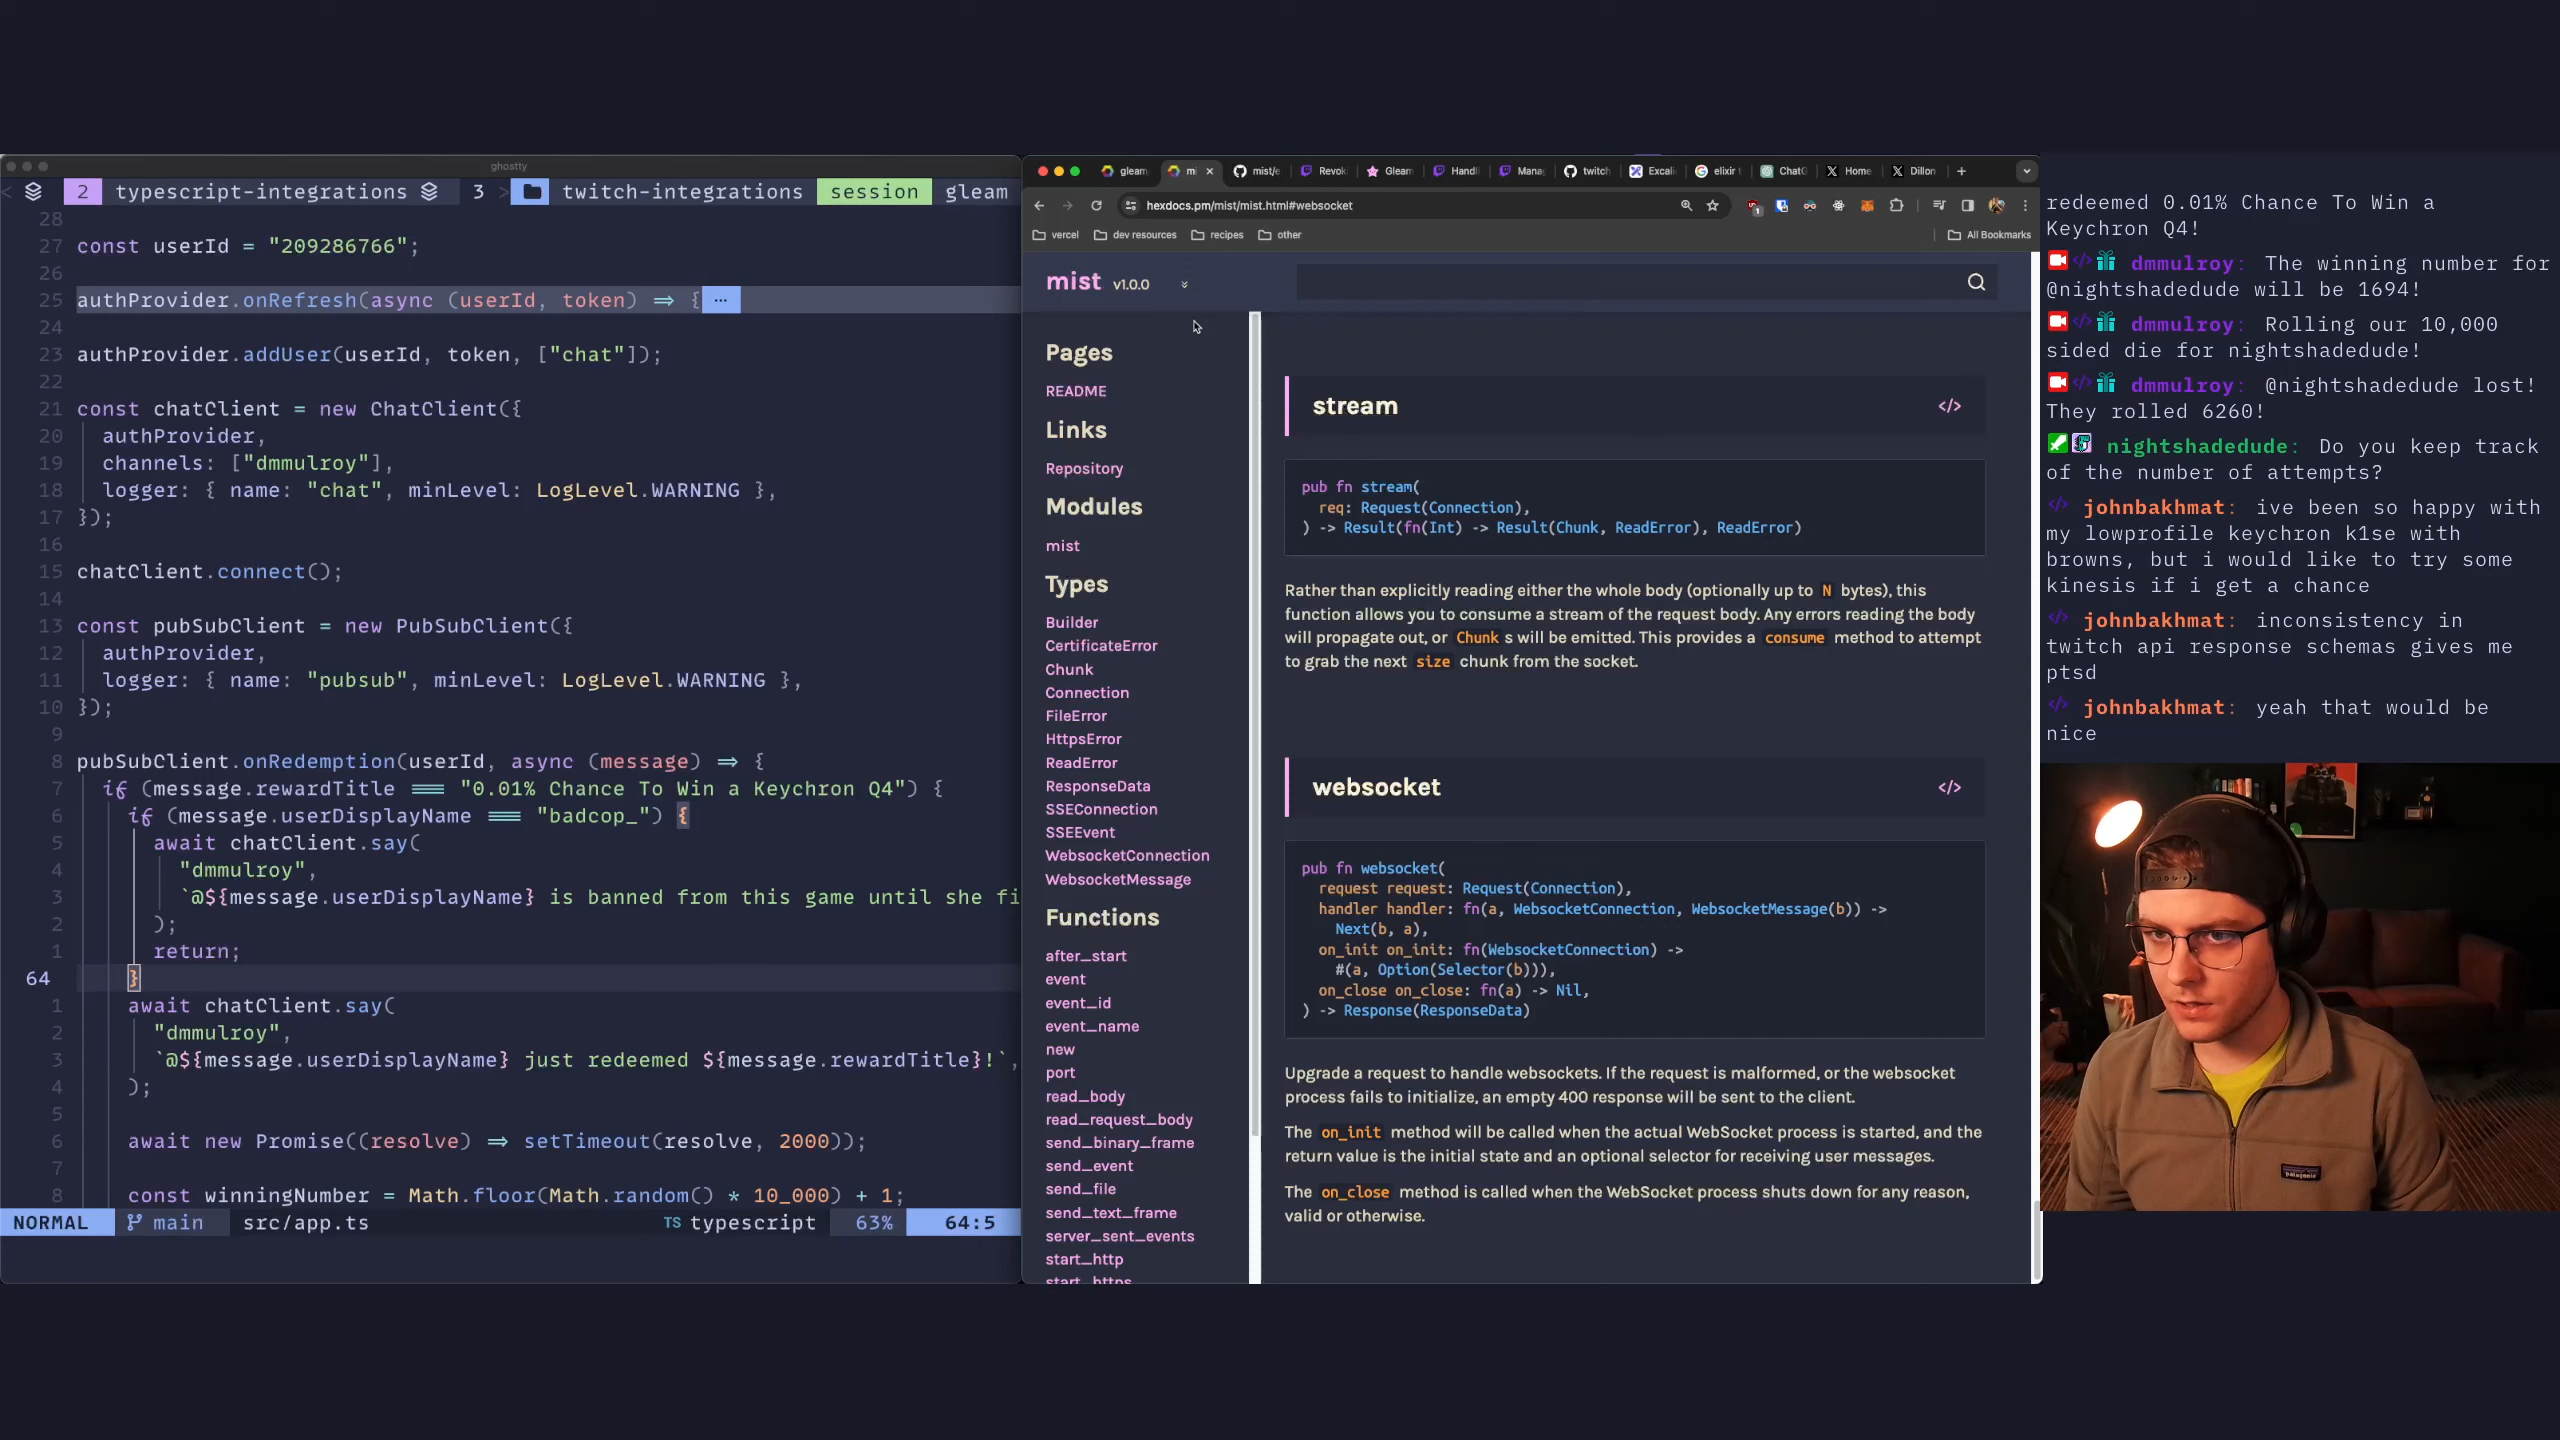 ghostty
< 2 typescript-integrations 3 > twitch-integrations session gleam
28
27 const userId = "209286766";
26
25 authProvider.onRefresh(async (userId, token) ⇒ { ···
24
23 authProvider.addUser(userId, token, ["chat"]);
22
21 const chatClient = new ChatClient({
20 authProvider,
19 channels: ["dmmulroy"],
18 logger: { name: "chat", minLevel: LogLevel.WARNING },
17 });
16
15 chatClient.connect();
14
13 const pubSubClient = new PubSubClient({
12 authProvider,
11 logger: { name: "pubsub", minLevel: LogLevel.WARNING },
10 });
9
8 pubSubClient.onRedemption(userId, async (message) ⇒ {
7 if (message.rewardTitle === "0.01% Chance To Win a Keychron Q4") {
6 if (message.userDisplayName === "badcop_") {
5 await chatClient.say(
4 "dmmulroy",
3 `@${message.userDisplayName} is banned from this game until she fi
2 );
1 return;
64 }
1 await chatClient.say(
2 "dmmulroy",
3 `@${message.userDisplayName} just redeemed ${message.rewardTitle}!`,
4 );
5
6 await new Promise((resolve) ⇒ setTimeout(resolve, 2000));
7
8 const winningNumber = Math.floor(Math.random() * 10_000) + 1;
NORMAL main src/app.ts TS typescript 63% 64:5
gleam mi × mist/e Revok Gleam Handl Mana twitch Excali elixir ChatG Home Dillon +
hexdocs.pm/mist/mist.html#websocket
vercel dev resources recipes other All Bookmarks
mist v1.0.0
Pages
README
Links
Repository
Modules
mist
Types
Builder
CertificateError
Chunk
Connection
FileError
HttpsError
ReadError
ResponseData
SSEConnection
SSEEvent
WebsocketConnection
WebsocketMessage
Functions
after_start
event
event_id
event_name
new
port
read_body
read_request_body
send_binary_frame
send_event
send_file
send_text_frame
server_sent_events
start_http
start_https
stream </>
pub fn stream(
req: Request(Connection),
) -> Result(fn(Int) -> Result(Chunk, ReadError), ReadError)
Rather than explicitly reading either the whole body (optionally up to N bytes), this
function allows you to consume a stream of the request body. Any errors reading the body
will propagate out, or Chunk s will be emitted. This provides a consume method to attempt
to grab the next size chunk from the socket.
websocket </>
pub fn websocket(
request request: Request(Connection),
handler handler: fn(a, WebsocketConnection, WebsocketMessage(b)) ->
Next(b, a),
on_init on_init: fn(WebsocketConnection) ->
#(a, Option(Selector(b))),
on_close on_close: fn(a) -> Nil,
) -> Response(ResponseData)
Upgrade a request to handle websockets. If the request is malformed, or the websocket
process fails to initialize, an empty 400 response will be sent to the client.
The on_init method will be called when the actual WebSocket process is started, and the
return value is the initial state and an optional selector for receiving user messages.
The on_close method is called when the WebSocket process shuts down for any reason,
valid or otherwise.
redeemed 0.01% Chance To Win a
Keychron Q4!
dmmulroy: The winning number for
@nightshadedude will be 1694!
dmmulroy: Rolling our 10,000
sided die for nightshadedude!
dmmulroy: @nightshadedude lost!
They rolled 6260!
nightshadedude: Do you keep track
of the number of attempts?
johnbakhmat: ive been so happy with
my lowprofile keychron k1se with
browns, but i would like to try some
kinesis if i get a chance
johnbakhmat: inconsistency in
twitch api response schemas gives me
ptsd
johnbakhmat: yeah that would be
nice
patagonia